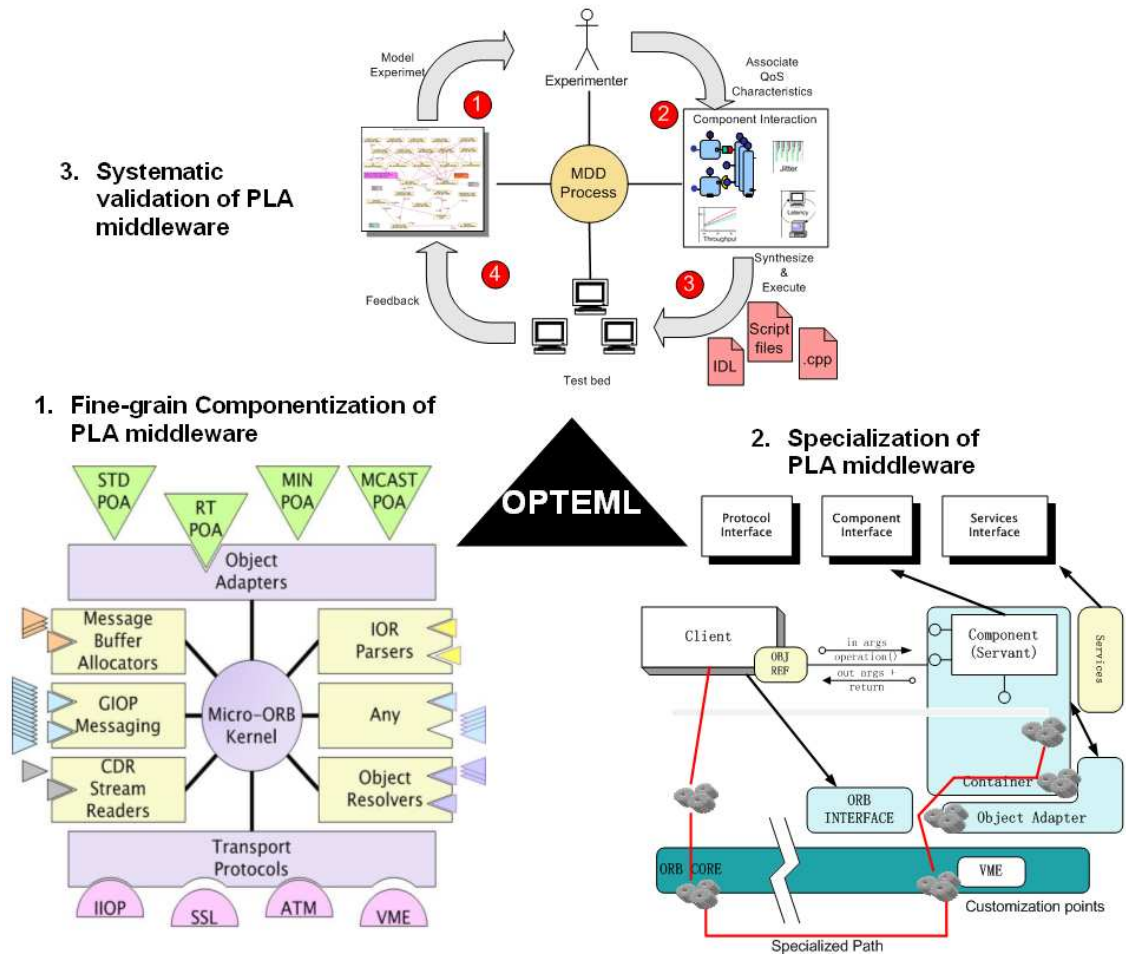 Model
Experimet
Experimenter
Associate
QoS
Characteristics
1
2
Component Interaction
Jitter
Latency
Throughput
MDD
Process
3. Systematic
validation of PLA
middleware
4
3
Feedback
Synthesize
&
Execute
Test bed
IDL
Script
files
.cpp
1. Fine-grain Componentization of
PLA middleware
OPTEML
2. Specialization of
PLA middleware
STD
POA
RT
POA
MIN
POA
MCAST
POA
Object
Adapters
Message
Buffer
Allocators
IOR
Parsers
GIOP
Messaging
Micro-ORB
Kernel
Any
CDR
Stream
Readers
Object
Resolvers
Transport
Protocols
IIOP
SSL
ATM
VME
Protocol
Interface
Component
Interface
Services
Interface
Client
OBJ
REF
in args
operation()
out args +
return
Component
(Servant)
Services
Container
ORB
INTERFACE
Object Adapter
ORB CORE
VME
Customization points
Specialized Path